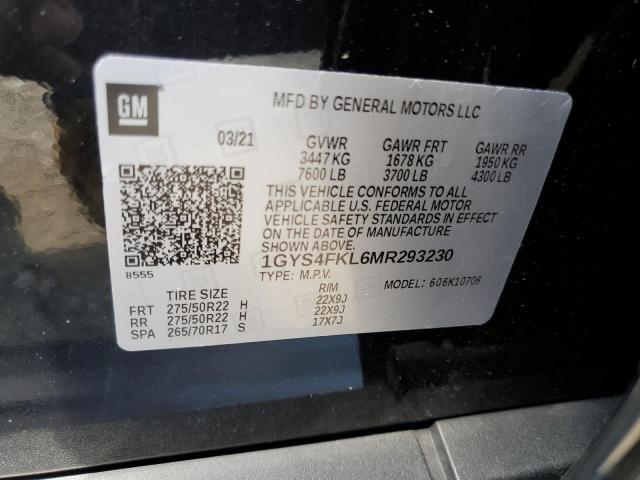 GM
MFD BY GENERAL MOTORS LLC
03/21 GVWR GAWR FRT GAWR RR
3447 KG 1678 KG 1950 KG
7600 LB 3700 LB 4300 LB
THIS VEHICLE CONFORMS TO ALL
APPLICABLE U.S. FEDERAL MOTOR
VEHICLE SAFETY STANDARDS IN EFFECT
ON THE DATE OF MANUFACTURE
SHOWN ABOVE.
1GYS4FKL6MR293230
8555
TYPE: M.P.V. MODEL: 606K10706
TIRE SIZE RIM
FRT 275/50R22 H 22X9J
RR 275/50R22 H 22X9J
SPA 265/70R17 S 17X7J